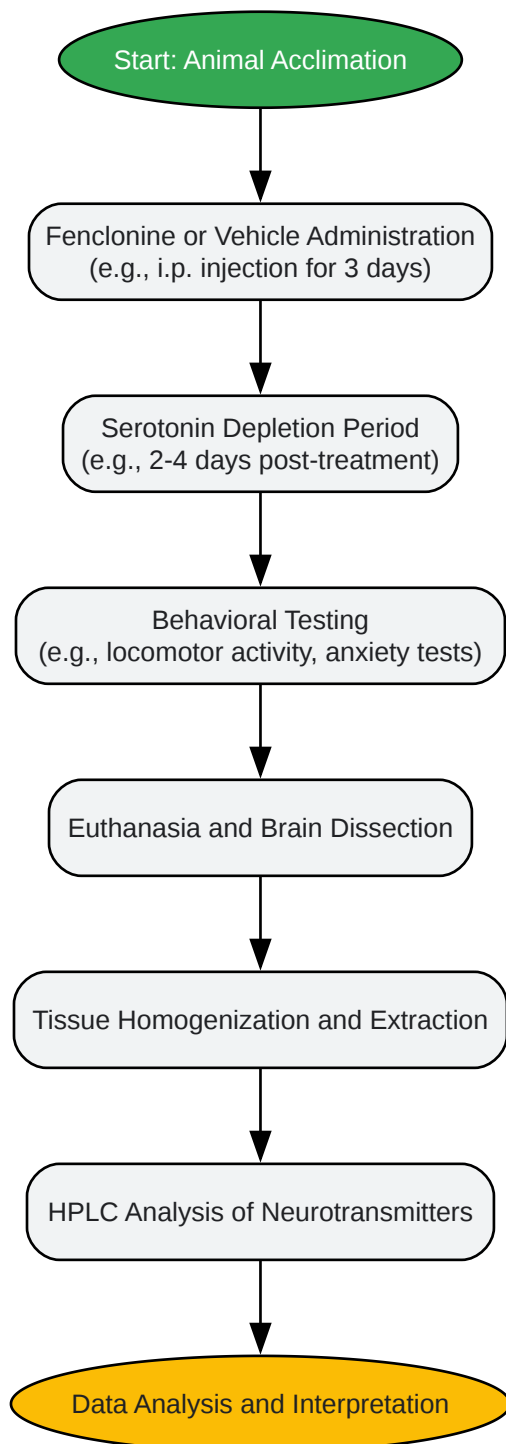 Start: Animal Acclimation
Fenclonine or Vehicle Administration
(e.g., i.p. injection for 3 days)
Serotonin Depletion Period
(e.g., 2-4 days post-treatment)
Behavioral Testing
(e.g., locomotor activity, anxiety tests)
Euthanasia and Brain Dissection
Tissue Homogenization and Extraction
HPLC Analysis of Neurotransmitters
Data Analysis and Interpretation